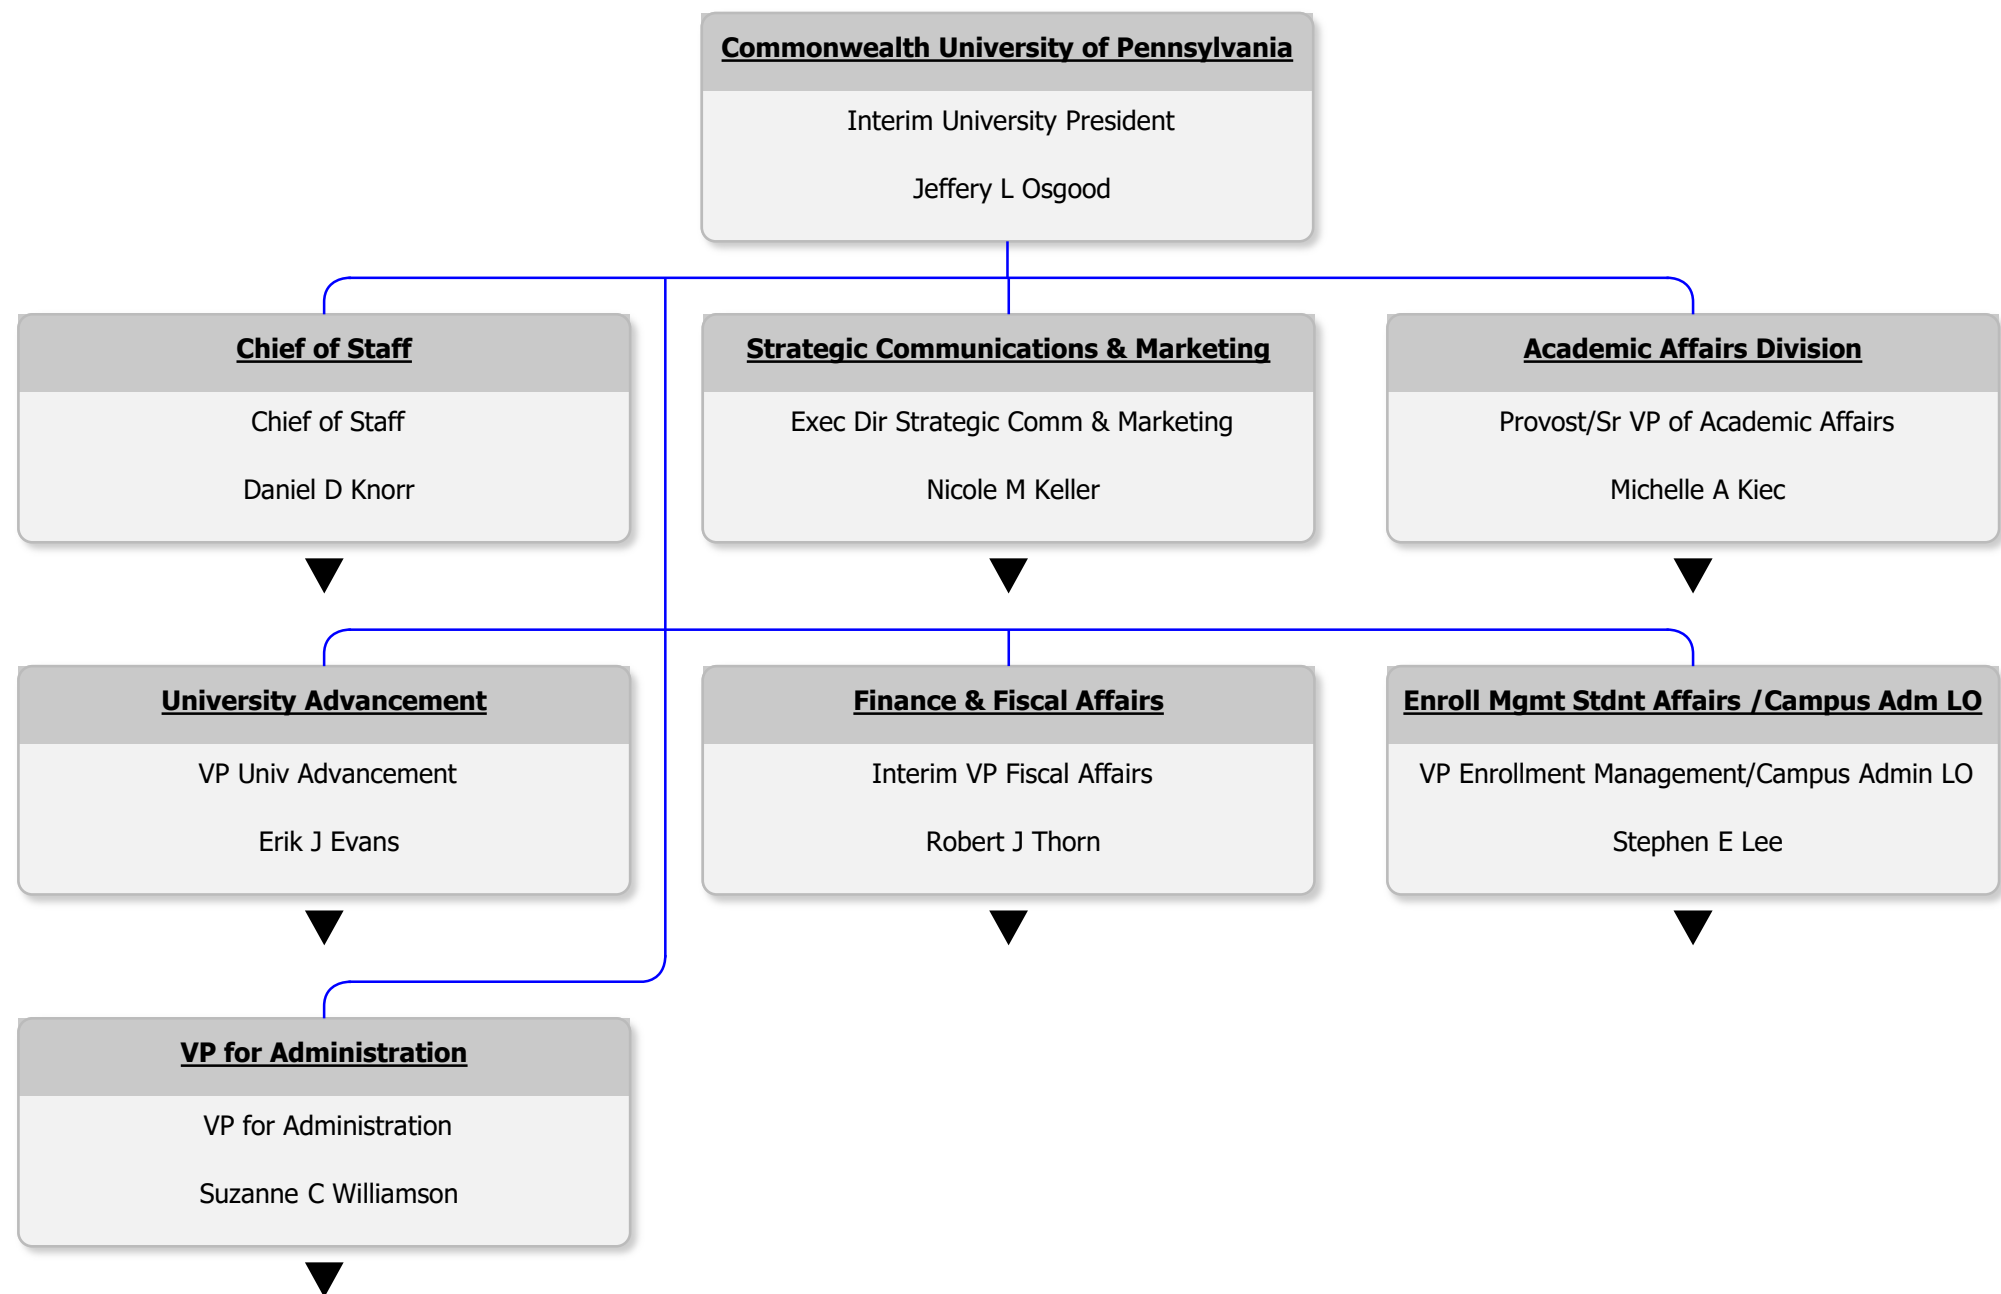 Commonwealth University of Pennsylvania
Interim University President
Jeffery L Osgood
Chief of Staff
Chief of Staff
Daniel D Knorr
Strategic Communications & Marketing
Exec Dir Strategic Comm & Marketing
Nicole M Keller
Academic Affairs Division
Provost/Sr VP of Academic Affairs
Michelle A Kiec
University Advancement
VP Univ Advancement
Erik J Evans
Finance & Fiscal Affairs
Interim VP Fiscal Affairs
Robert J Thorn
Enroll Mgmt Stdnt Affairs /Campus Adm LO
VP Enrollment Management/Campus Admin LO
Stephen E Lee
VP for Administration
VP for Administration
Suzanne C Williamson